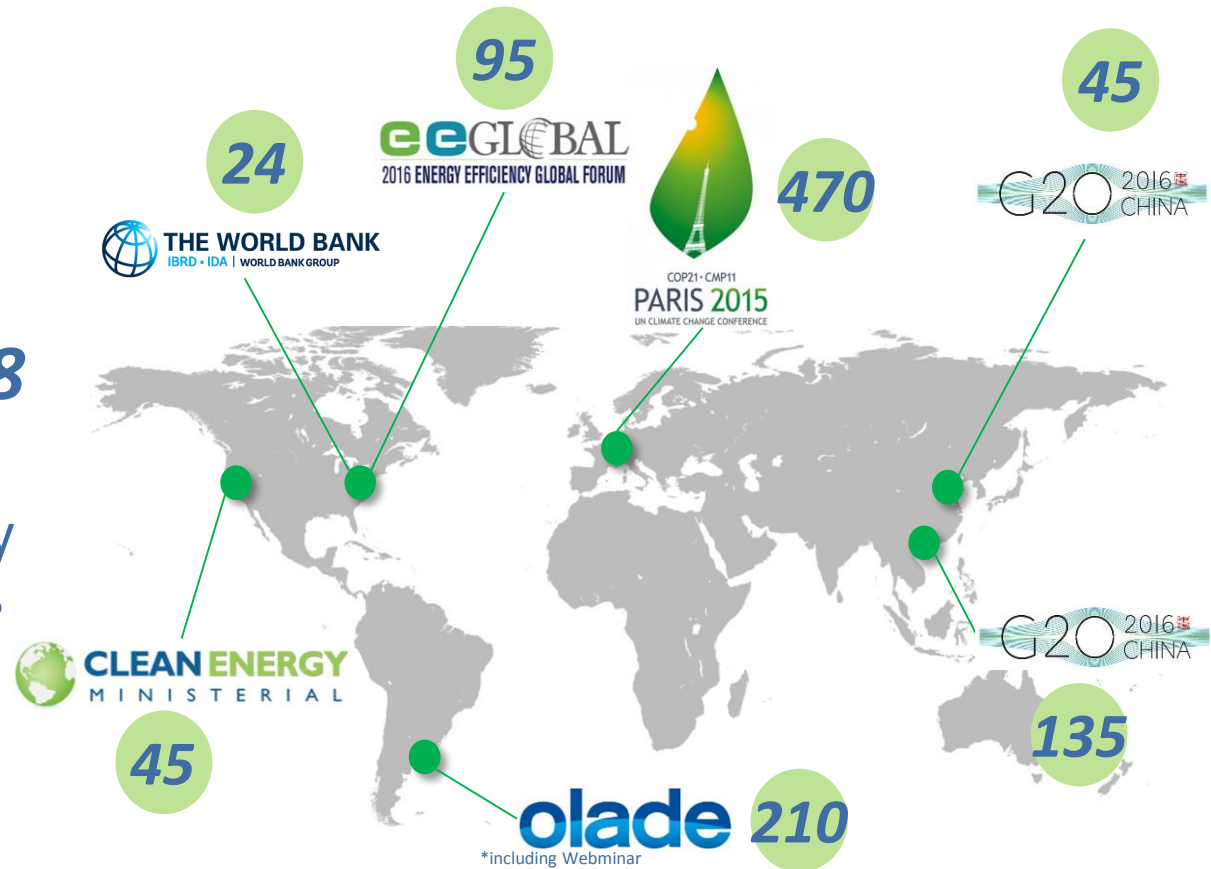 95
45
eeGLOBAL
2016 ENERGY EFFICIENCY GLOBAL FORUM
24
470
G20 2016
CHINA
THE WORLD BANK
IBRD • IDA | WORLD BANK GROUP
COP21 • CMP11
PARIS 2015
UN CLIMATE CHANGE CONFERENCE
8
y
s
G20 2016
CHINA
CLEAN ENERGY
MINISTERIAL
45
135
olade 210
*including Webminar